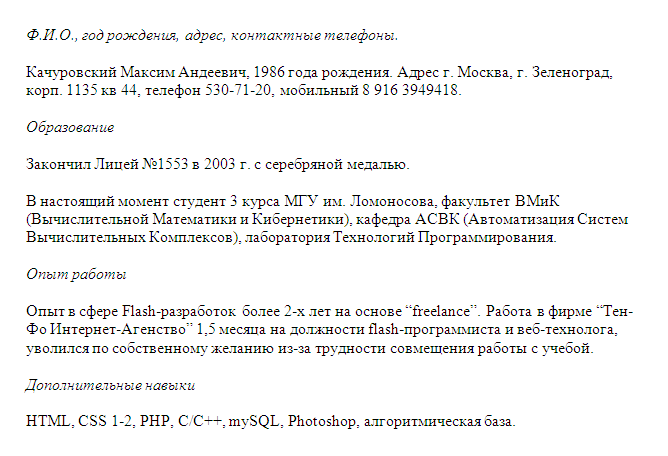 Ф.И.О., год рождения, адрес, контактные телефоны.
Качуровский Максим Андеевич, 1986 года рождения. Адрес г. Москва, г. Зеленоград,
корп. 1135 кв 44, телефон 530-71-20, мобильный 8 916 3949418.
Образование
Закончил Лицей №1553 в 2003 г. с серебряной медалью.
В настоящий момент студент 3 курса МГУ им. Ломоносова, факультет ВМиК
(Вычислительной Математики и Кибернетики), кафедра АСВК (Автоматизация Систем
Вычислительных Комплексов), лаборатория Технологий Программирования.
Опыт работы
Опыт в сфере Flash-разработок более 2-х лет на основе “freelance”. Работа в фирме “Тен-
Фо Интернет-Агенство” 1,5 месяца на должности flash-программиста и веб-технолога,
уволился по собственному желанию из-за трудности совмещения работы с учебой.
Дополнительные навыки
HTML, CSS 1-2, PHP, C/C++, mySQL, Photoshop, алгоритмическая база.